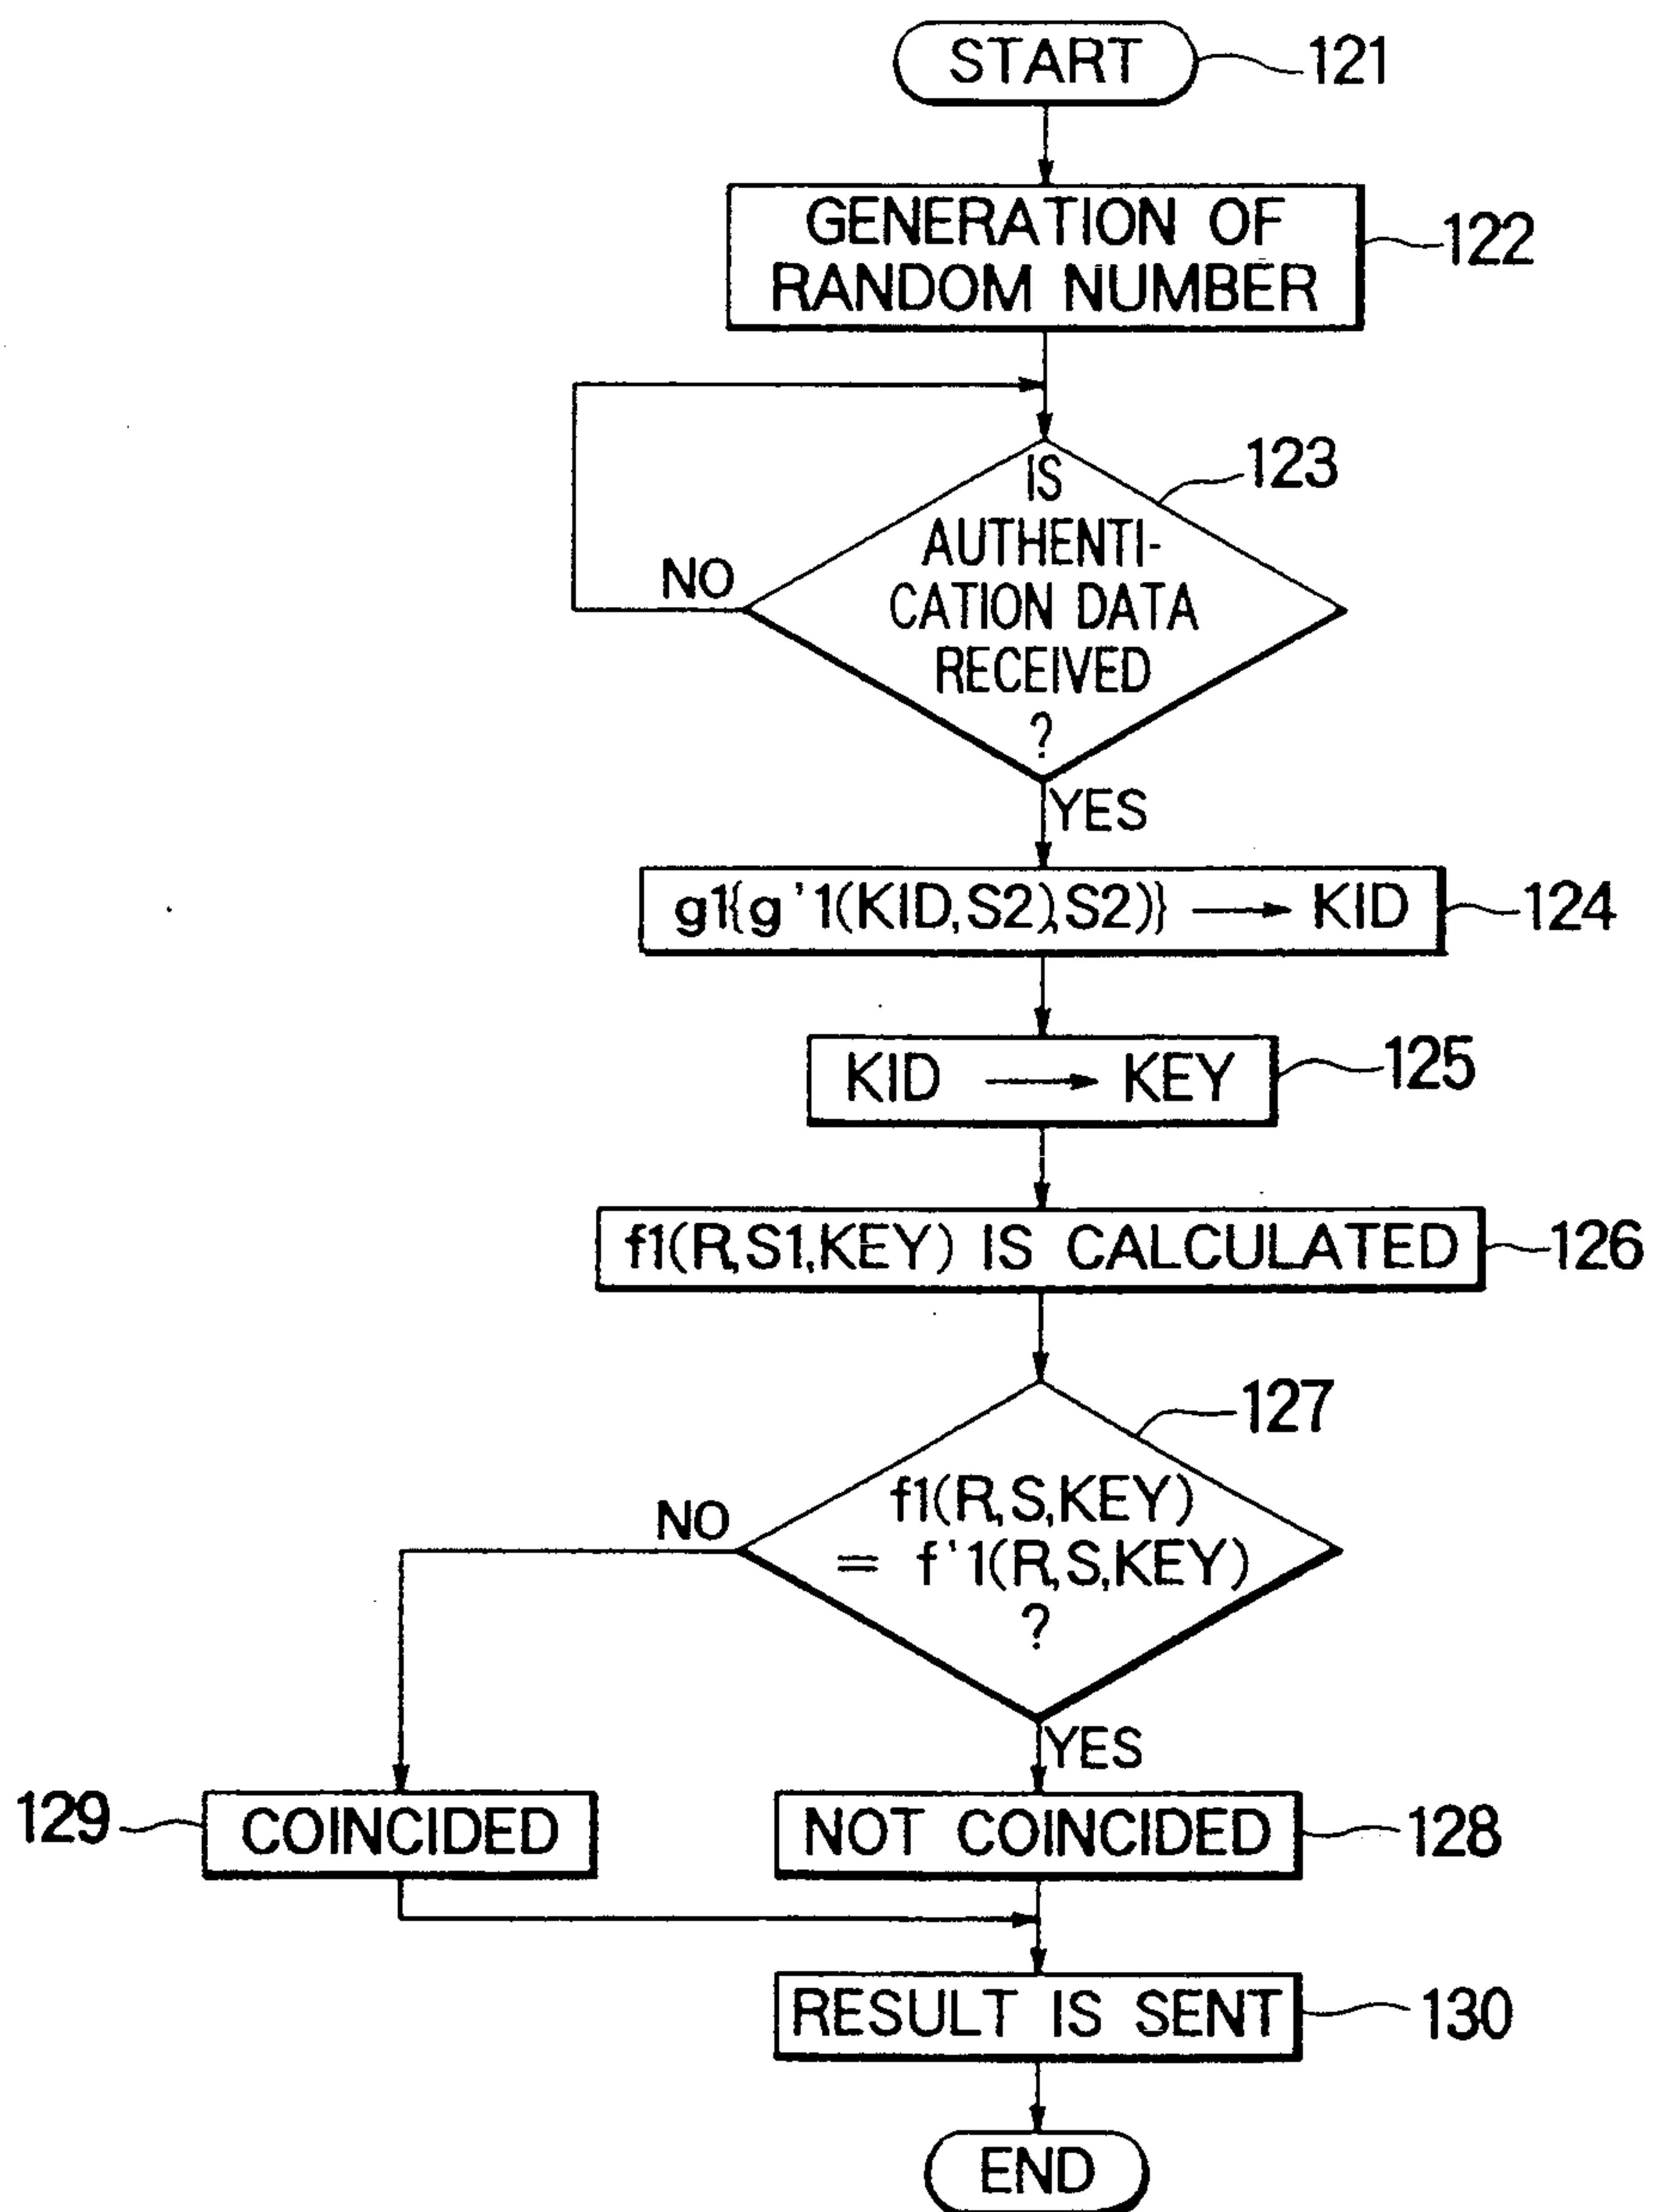 START
121
GENERATION OF
RANDOM NUMBER
122
IS
AUTHENTI-
CATION DATA
RECEIVED
?
123
NO
YES
g1{g'1(KID,S2),S2)} → KID
124
KID → KEY
125
f1(R,S1,KEY) IS CALCULATED
126
f1(R,S,KEY)
= f'1(R,S,KEY)
?
127
NO
YES
129
COINCIDED
NOT COINCIDED
128
RESULT IS SENT
130
END